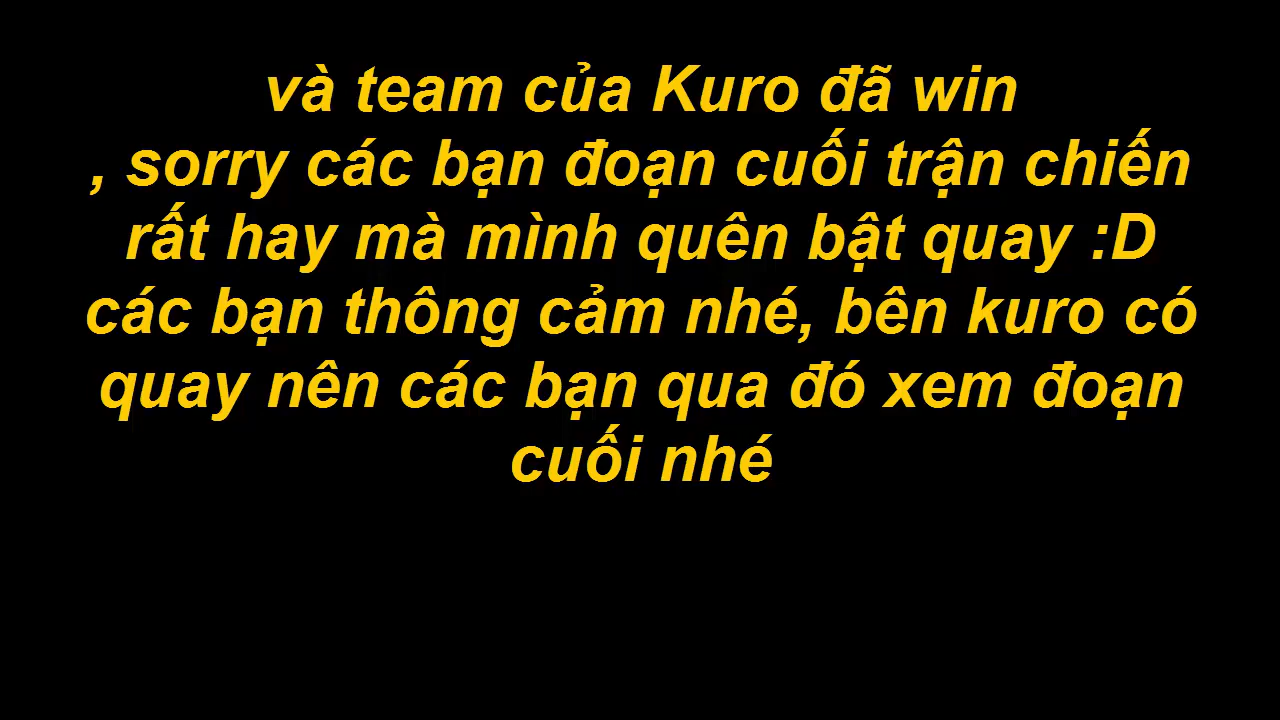 và team của Kuro đã win
, sorry các bạn đoạn cuối trận chiến
rất hay mà mình quên bật quay :D
các bạn thông cảm nhé, bên kuro có
quay nên các bạn qua đó xem đoạn
cuối nhé